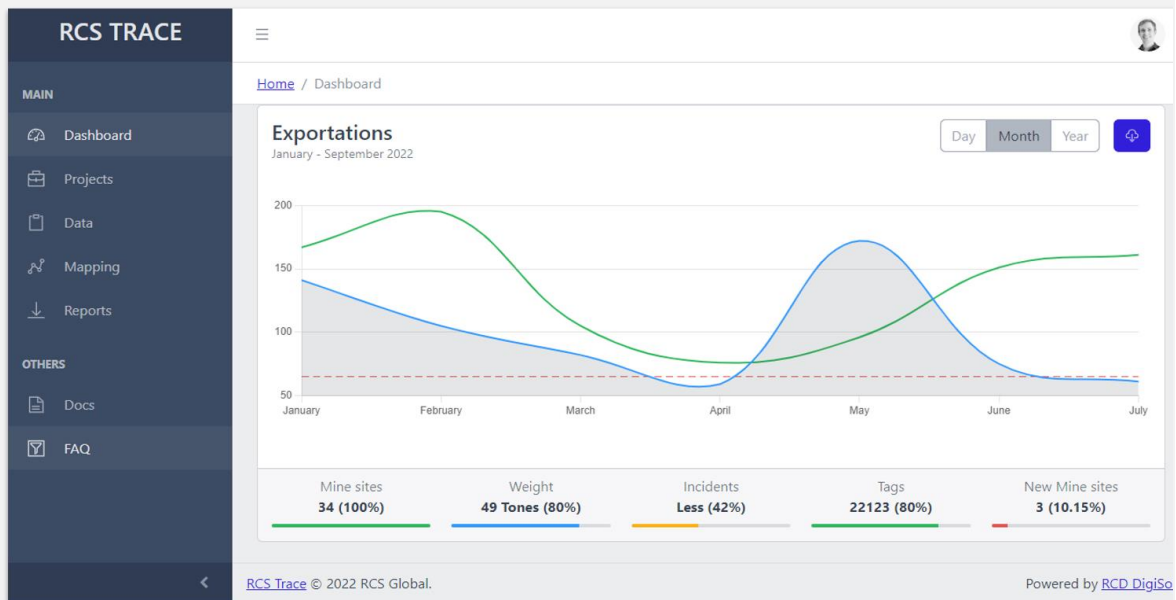 RCS TRACE
MAIN
Dashboard
Projects
Data
Mapping
Reports
OTHERS
Docs
FAQ
Home / Dashboard
Exportations
January - September 2022
Day Month Year
200
150
100
50
January February March April May June July
Mine sites Weight Incidents Tags New Mine sites
34 (100%) 49 Tones (80%) Less (42%) 22123 (80%) 3 (10.15%)
RCS Trace © 2022 RCS Global. Powered by RCD DigiSo